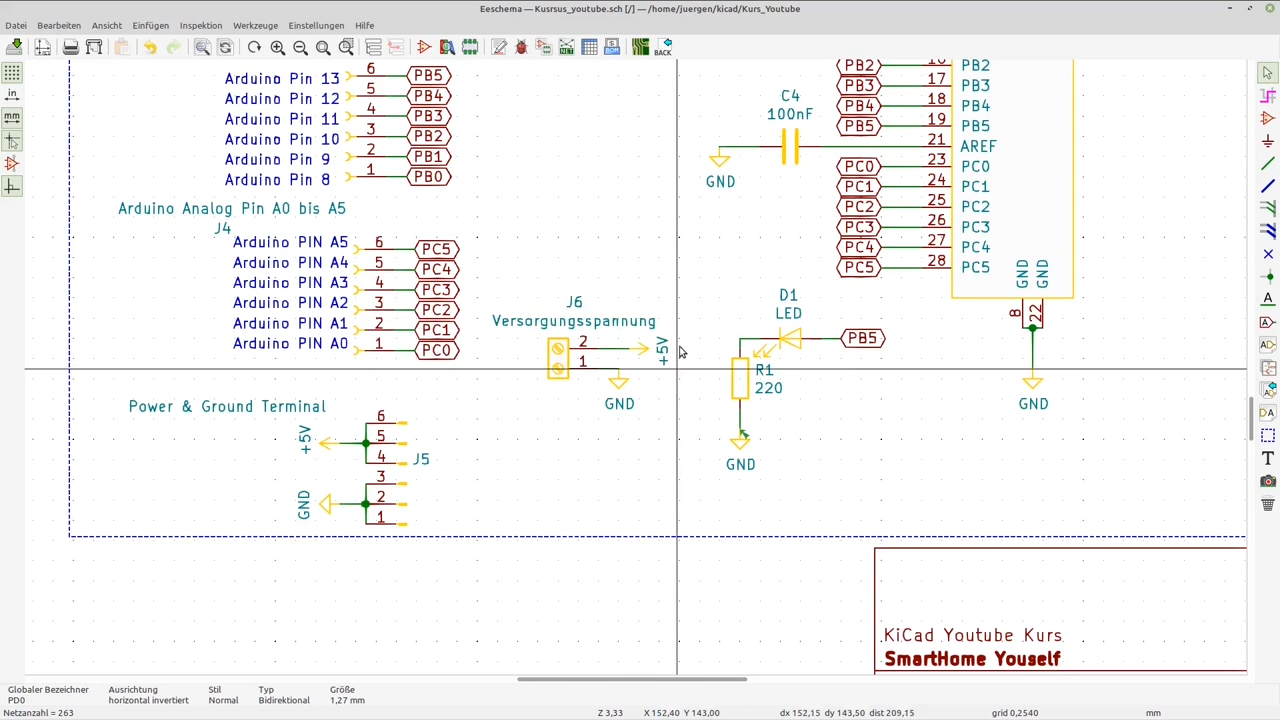 Eeschema — Kusrsus_youtube.sch [/] — /home/juergen/kicad/Kurs_Youtube
Datei Bearbeiten Ansicht Einfügen Inspektion Werkzeuge Einstellungen Hilfe
BOM
BACK
in
mm
Arduino Pin 13 6 PB5
Arduino Pin 12 5 PB4
Arduino Pin 11 4 PB3
Arduino Pin 10 3 PB2
Arduino Pin 9 2 PB1
Arduino Pin 8 1 PB0
Arduino Analog Pin A0 bis A5
J4
Arduino PIN A5 6 PC5
Arduino PIN A4 5 PC4
Arduino PIN A3 4 PC3
Arduino PIN A2 3 PC2
Arduino PIN A1 2 PC1
Arduino PIN A0 1 PC0
Power & Ground Terminal
+5V
GND
6
5
4
3
2
1
J5
J6
Versorgungsspannung
2
1
+5V
GND
C4
100nF
GND
PB2 PB2
PB3 17 PB3
PB4 18 PB4
PB5 19 PB5
21 AREF
PC0 23 PC0
PC1 24 PC1
PC2 25 PC2
PC3 26 PC3
PC4 27 PC4
PC5 28 PC5
GND GND
8 22
GND
D1
LED
PB5
R1
220
GND
KiCad Youtube Kurs
SmartHome Youself
Globaler Bezeichner Ausrichtung Stil Typ Größe
PD0 horizontal invertiert Normal Bidirektional 1,27 mm
Netzanzahl = 263 Z 3,33 X 152,40 Y 143,00 dx 152,15 dy 143,50 dist 209,15 grid 0,2540 mm